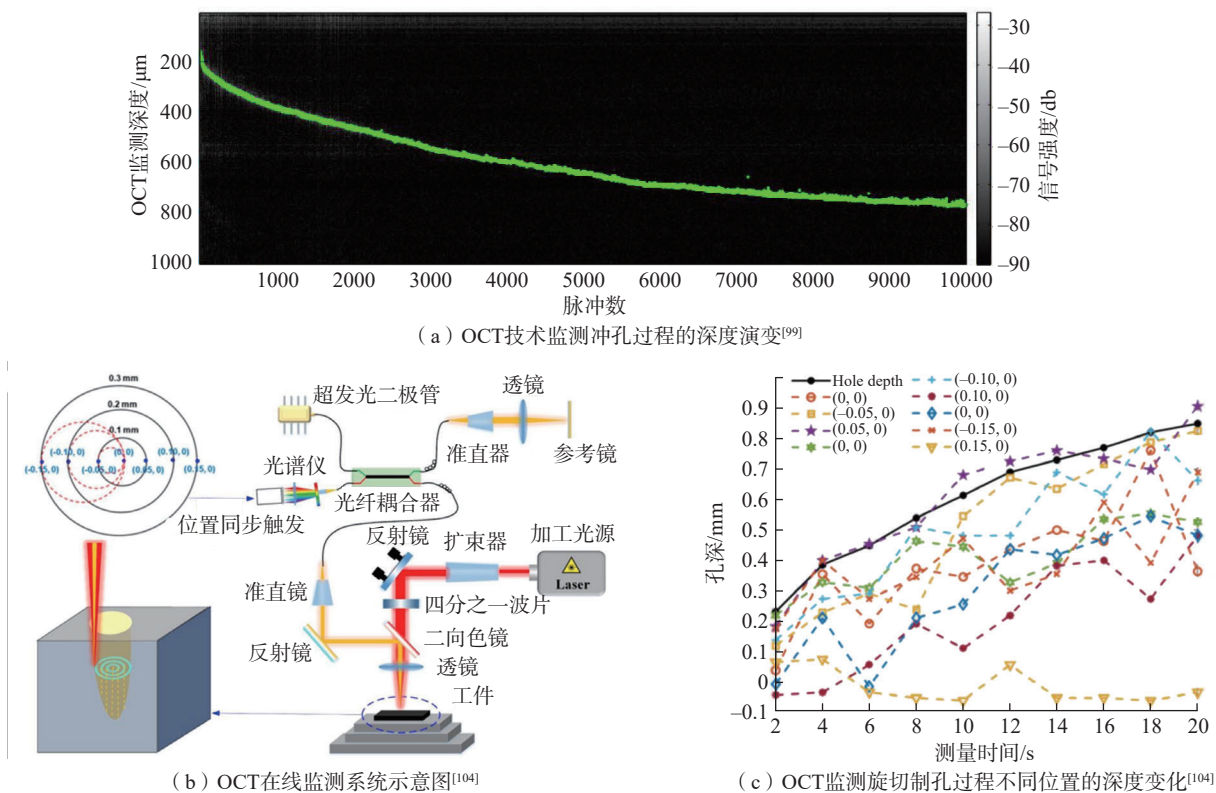 200
400
600
800
1000
OCT监测深度/μm
1000 2000 3000 4000 5000 6000 7000 8000 9000 10000
脉冲数
–30
–40
–50
–60
–70
–80
–90
信号强度/db
（a）OCT技术监测冲孔过程的深度演变[99]
0.3 mm
0.2 mm
0.1 mm
(-0.10, 0) (0, 0) (0.10, 0)
(-0.15, 0) (-0.05, 0) (0.05, 0) (0.15, 0)
超发光二极管
透镜
准直器
参考镜
光谱仪
光纤耦合器
位置同步触发
反射镜
扩束器
加工光源
Laser
准直镜
四分之一波片
二向色镜
反射镜
透镜
工件
（b）OCT在线监测系统示意图[104]
Hole depth
(0, 0)
(–0.05, 0)
(0.05, 0)
(0, 0)
(–0.10, 0)
(0.10, 0)
(0, 0)
(–0.15, 0)
(0.15, 0)
0.9
0.8
0.7
0.6
0.5
0.4
0.3
0.2
0.1
0
–0.1
孔深/mm
2 4 6 8 10 12 14 16 18 20
测量时间/s
（c）OCT监测旋切制孔过程不同位置的深度变化[104]